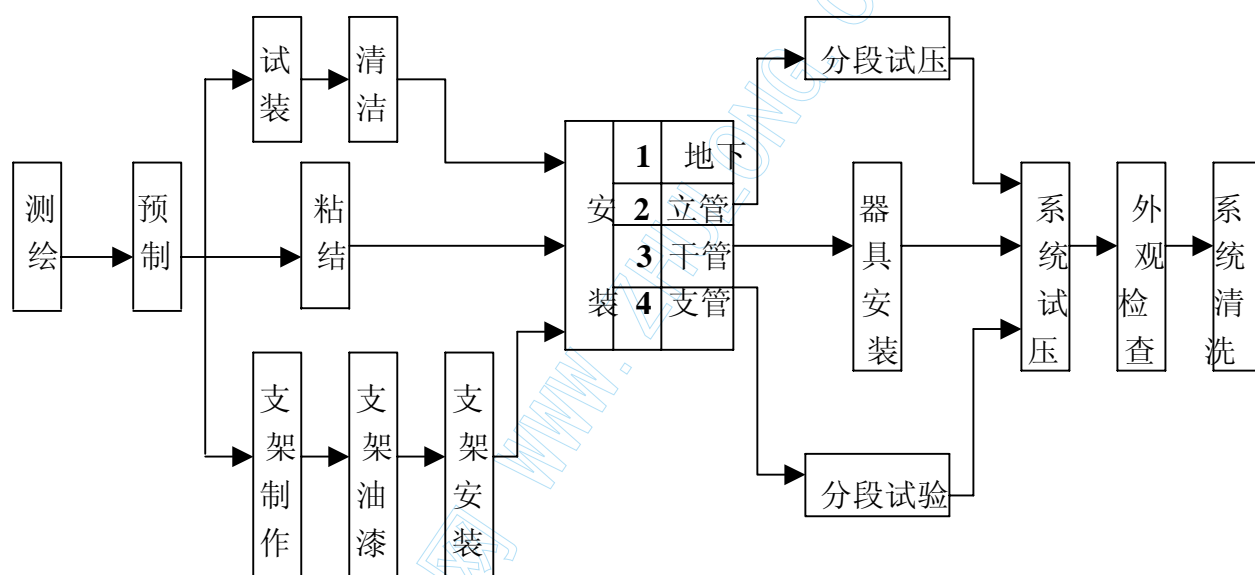 测绘
预制
试装
清洁
粘结
支架制作
支架油漆
支架安装
安装
1 地下
2 立管
3 干管
4 支管
分段试压
器具安装
分段试验
系统试压
外观检查
系统清洗
网 WWW.ZHULONG.C